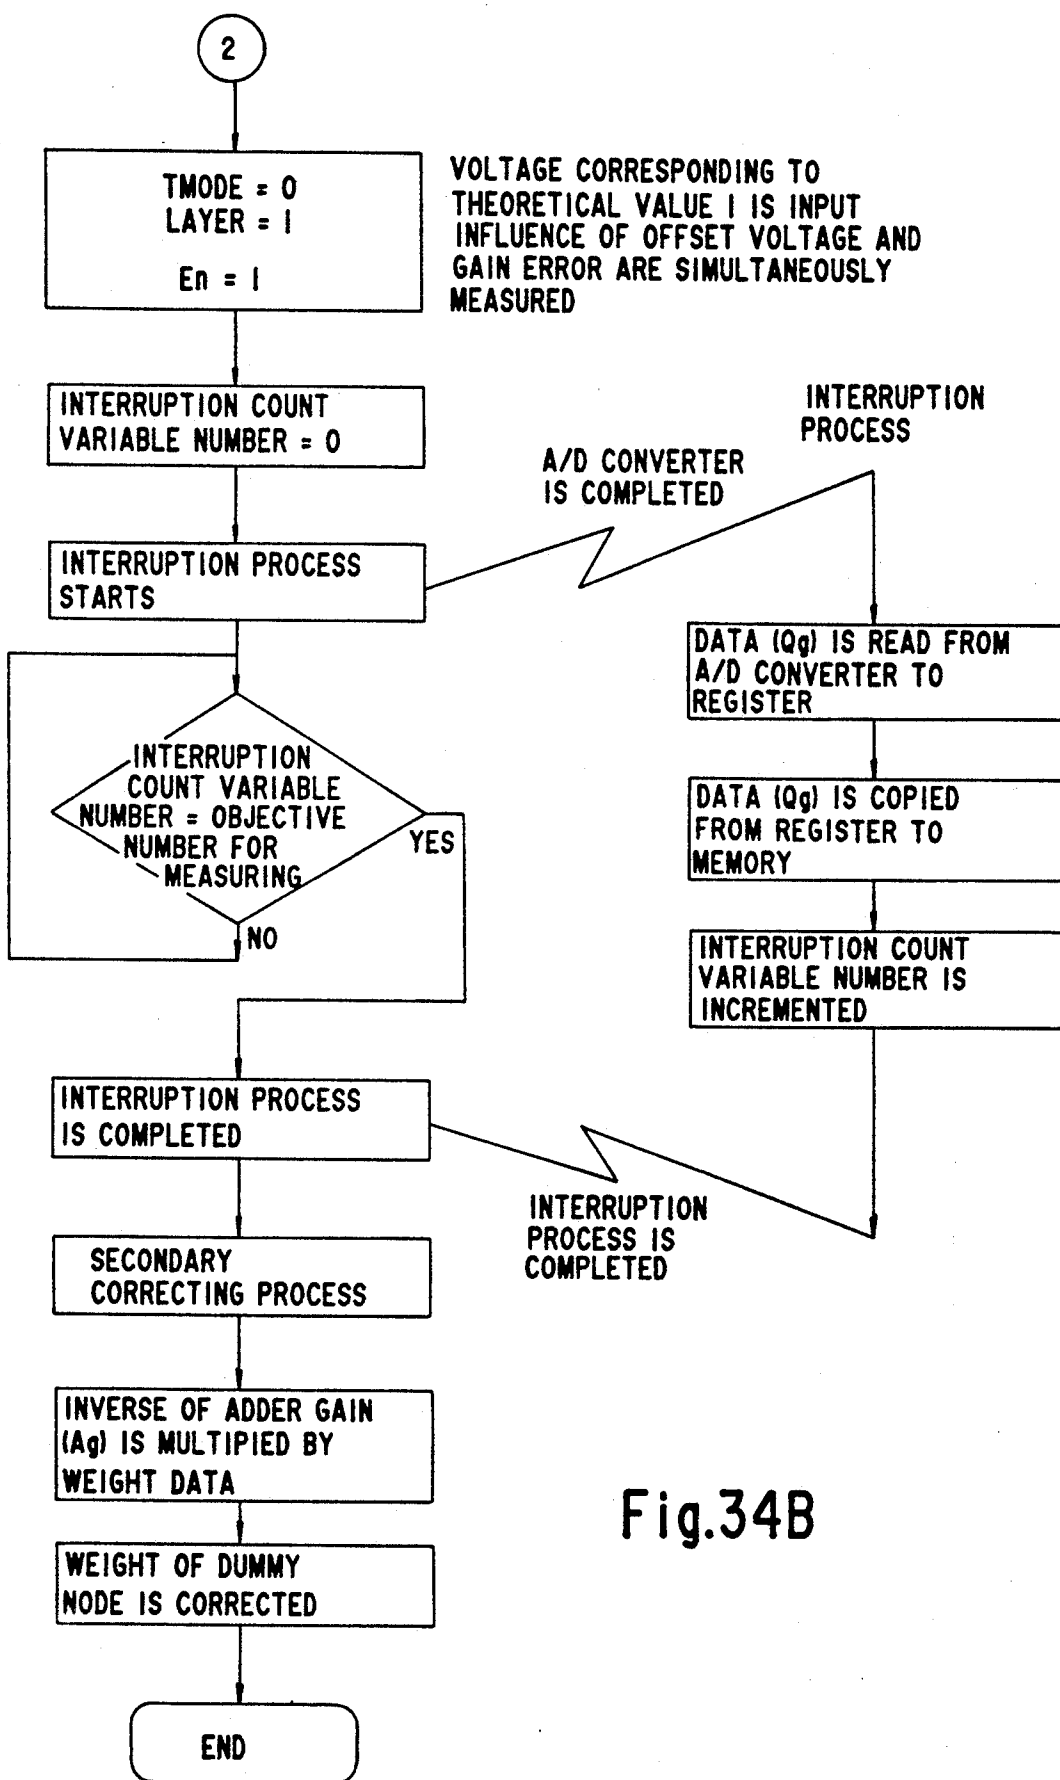 2
TMODE = 0
LAYER = 1
En = 1
VOLTAGE CORRESPONDING TO
THEORETICAL VALUE 1 IS INPUT
INFLUENCE OF OFFSET VOLTAGE AND
GAIN ERROR ARE SIMULTANEOUSLY
MEASURED
INTERRUPTION COUNT
VARIABLE NUMBER = 0
INTERRUPTION PROCESS
STARTS
A/D CONVERTER
IS COMPLETED
INTERRUPTION
PROCESS
DATA (Qg) IS READ FROM
A/D CONVERTER TO
REGISTER
DATA (Qg) IS COPIED
FROM REGISTER TO
MEMORY
INTERRUPTION COUNT
VARIABLE NUMBER IS
INCREMENTED
INTERRUPTION
COUNT VARIABLE
NUMBER = OBJECTIVE
NUMBER FOR
MEASURING
YES
NO
INTERRUPTION PROCESS
IS COMPLETED
INTERRUPTION
PROCESS IS
COMPLETED
SECONDARY
CORRECTING PROCESS
INVERSE OF ADDER GAIN
(Ag) IS MULTIPIED BY
WEIGHT DATA
WEIGHT OF DUMMY
NODE IS CORRECTED
END
Fig.34B